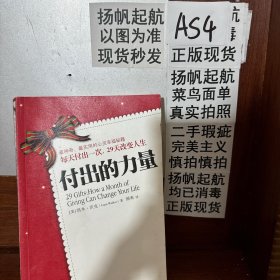 扬帆起航
以图为准
现货秒发
AS4
正版现货
扬帆起航
菜鸟面单
真实拍照
二手瑕疵
完美主义
慎拍慎拍
扬帆起航
均已消毒
正版现货
每天付出一次，29天改变人生
付出的力量
29 Gifts:How a Month of
Giving Can Change Your Life